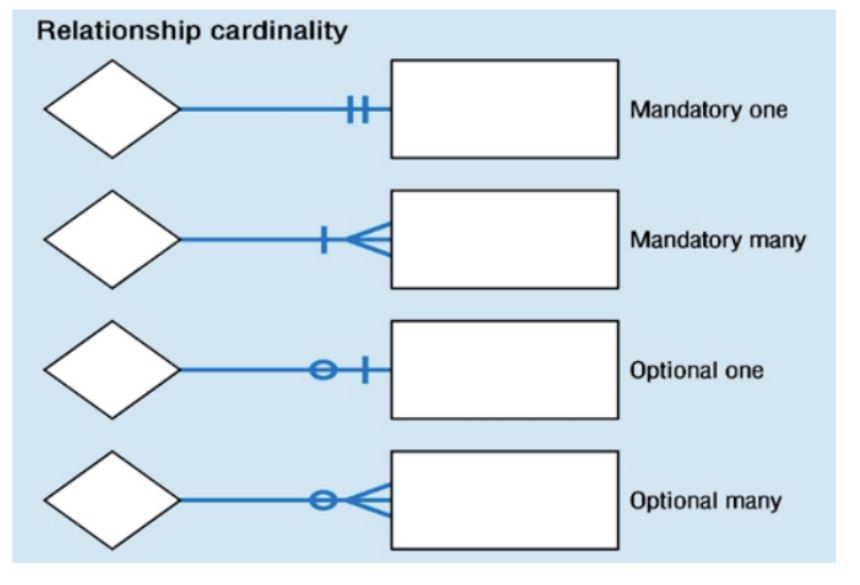 Relationship cardinality
Mandatory one
Mandatory many
Optional one
Optional many